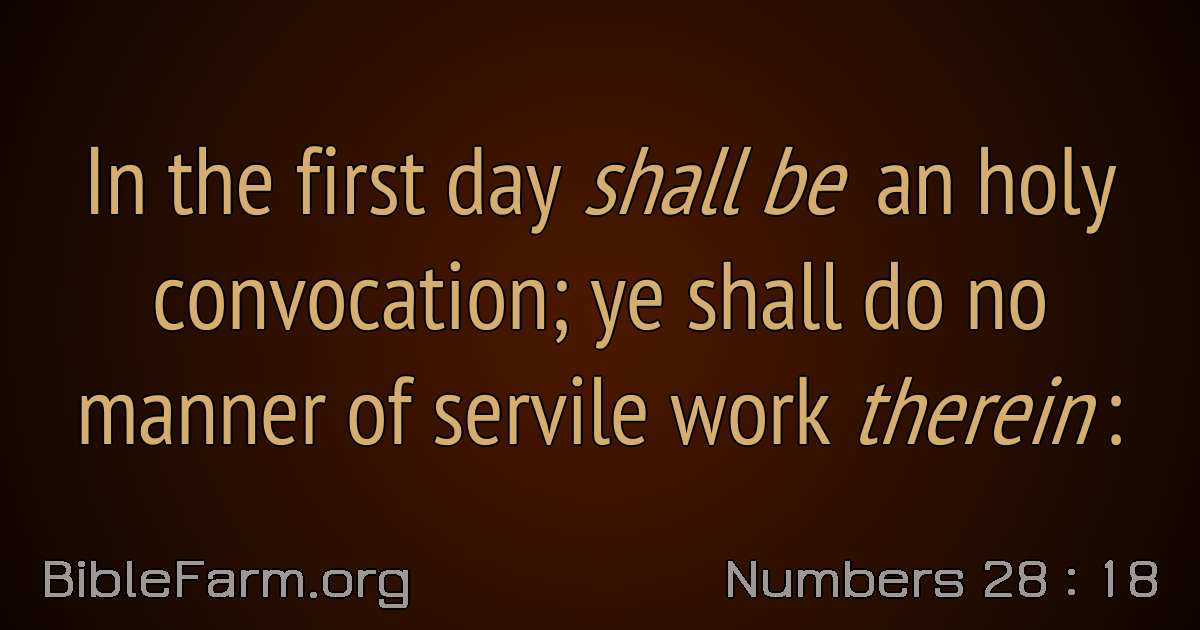 In the first day shall be an holy
convocation; ye shall do no
manner of servile work therein:
BibleFarm.org
Numbers 28 : 18